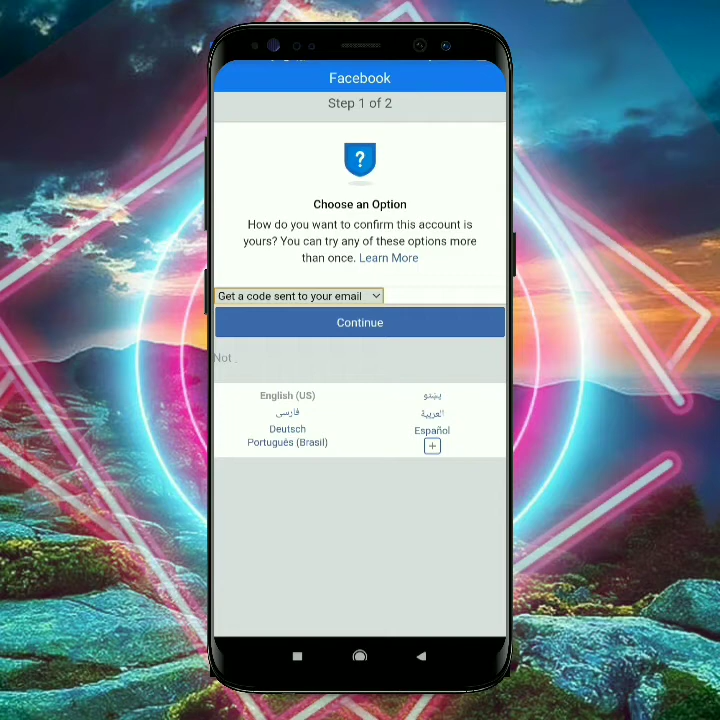 Facebook
Step 1 of 2
?
Choose an Option
How do you want to confirm this account is
yours? You can try any of these options more
than once. Learn More
Get a code sent to your email
Continue
Not .
English (US)
پښتو
فارسی
العربية
Deutsch
Español
Português (Brasil)
+